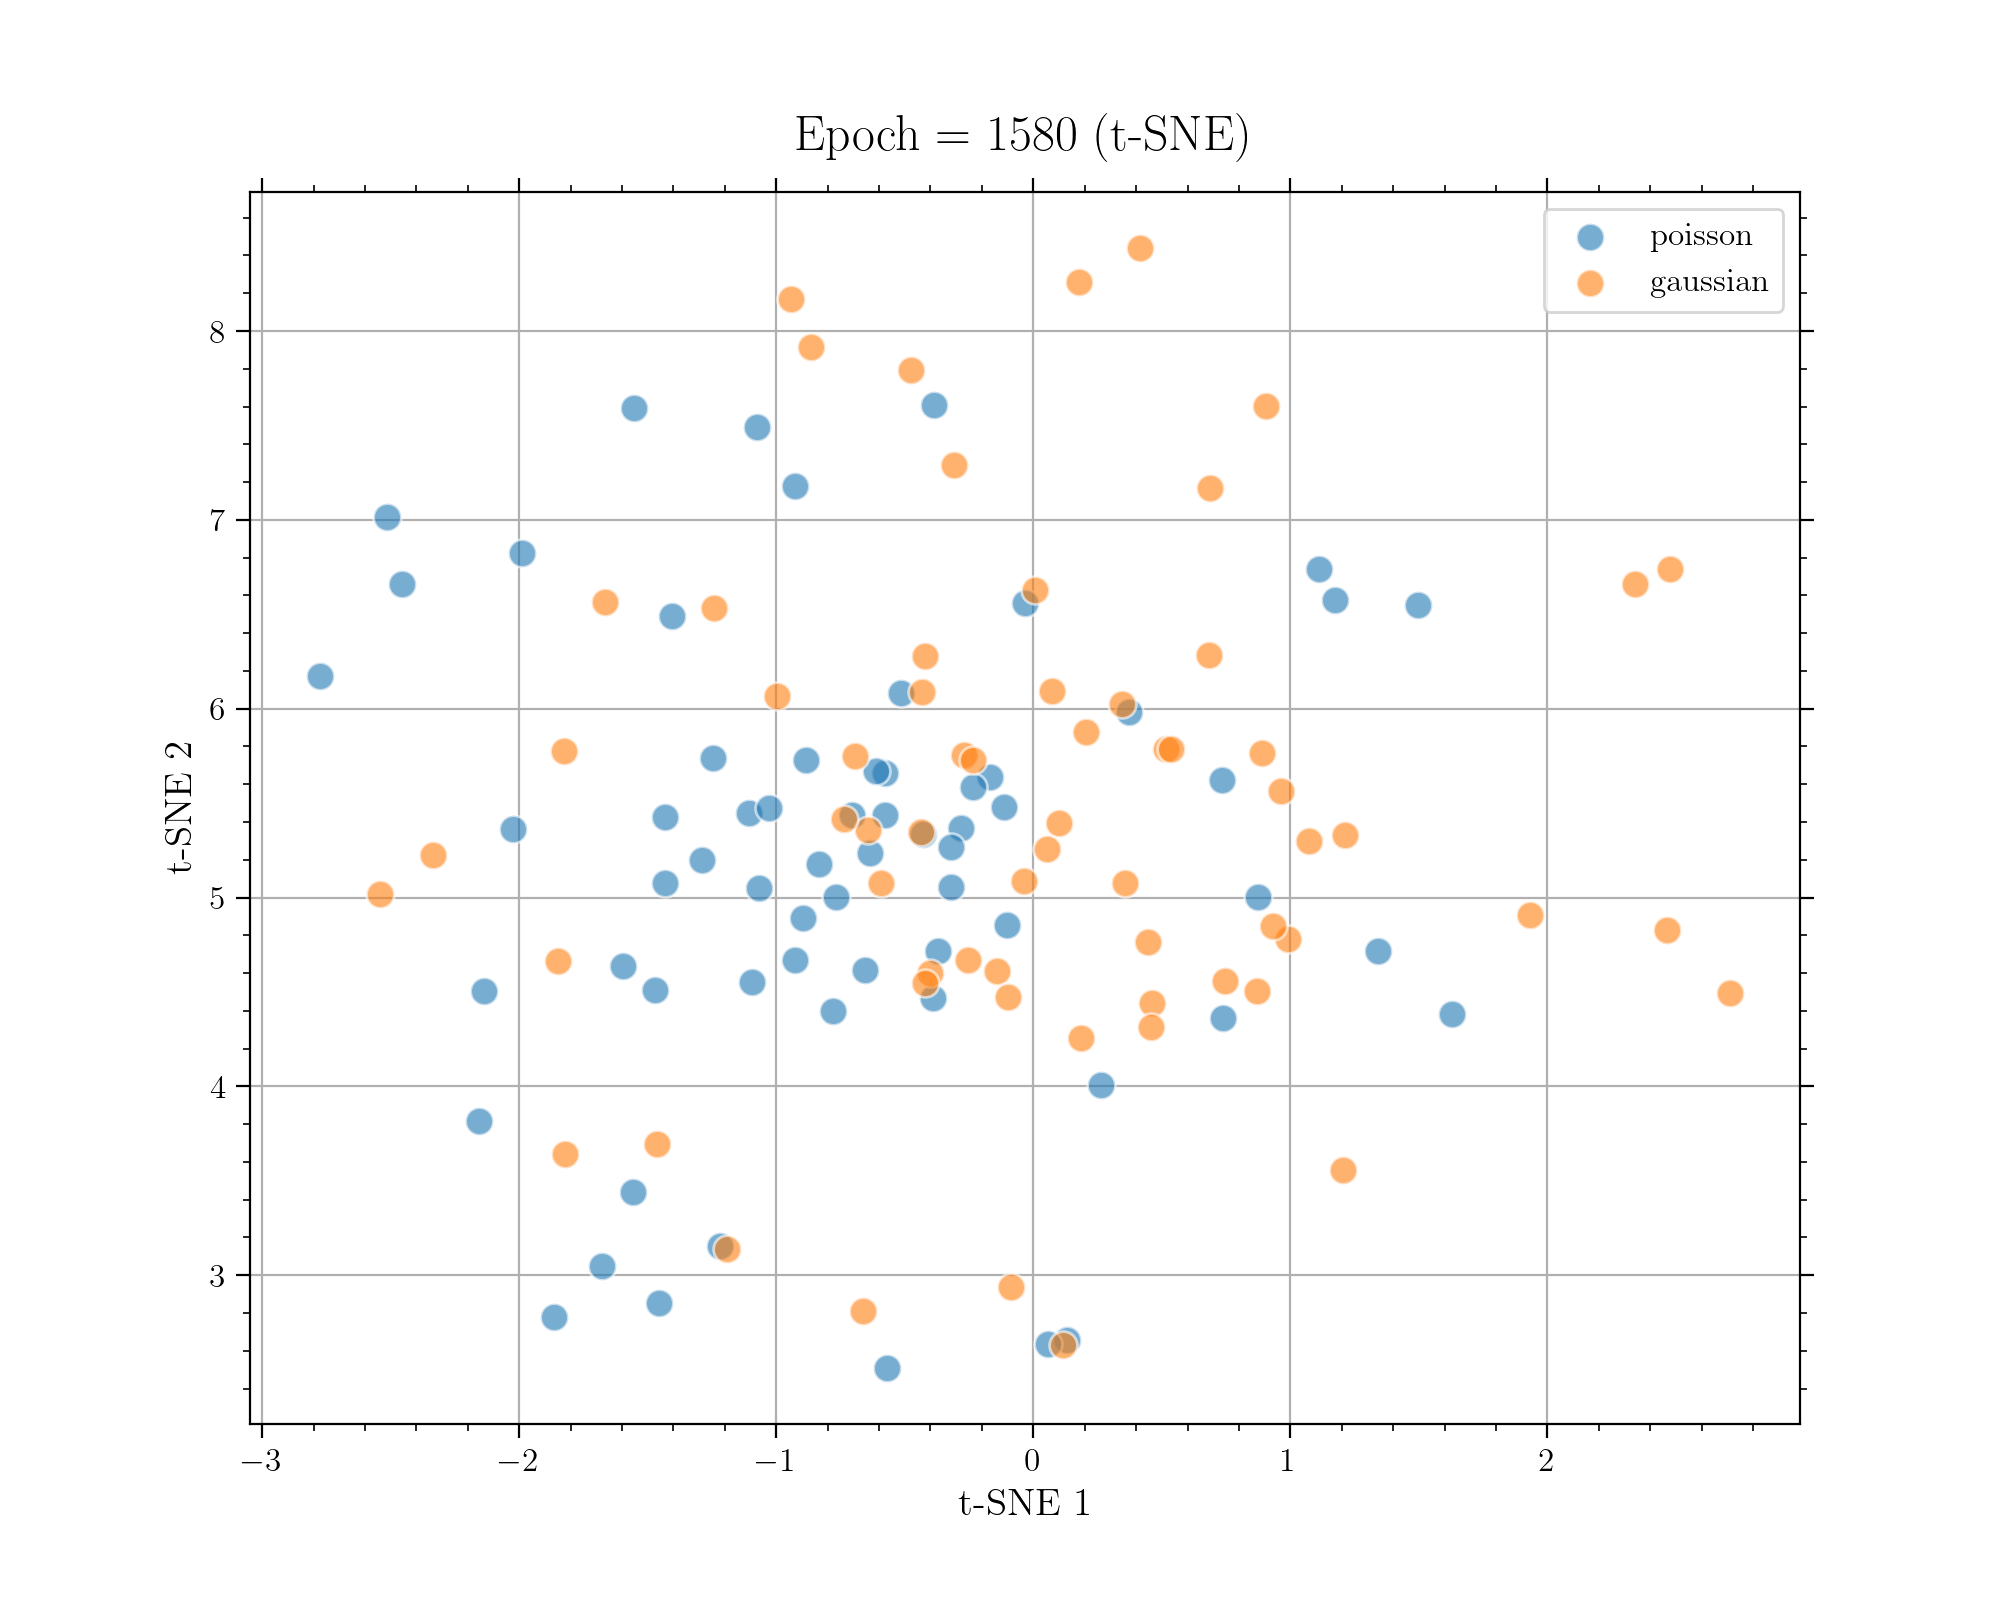 Epoch = 1580 (t-SNE)
poisson
gaussian
8
7
6
5
4
3
t-SNE 2
−3
−2
−1
0
1
2
t-SNE 1